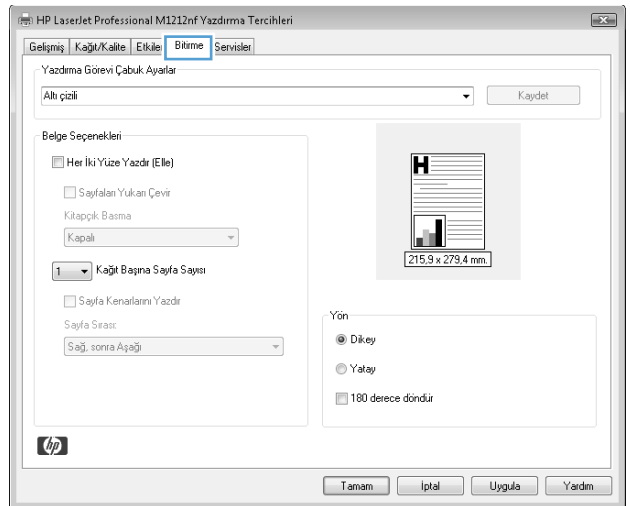 HP LaserJet Professional M1212nf Yazdırma Tercihleri
Gelişmiş Kağıt/Kalite Etkiler Bitirme Servisler
Yazdırma Görevi Çabuk Ayarlar
Altı çizili Kaydet
Belge Seçenekleri
Her İki Yüze Yazdır (Elle)
Sayfaları Yukarı Çevir
Kitapçık Basma
Kapalı
1 Kağıt Başına Sayfa Sayısı
Sayfa Kenarlarını Yazdır
Sayfa Sırası:
Sağ, sonra Aşağı
H
215,9 x 279,4 mm.
Yön
Dikey
Yatay
180 derece döndür
hp
Tamam İptal Uygula Yardım